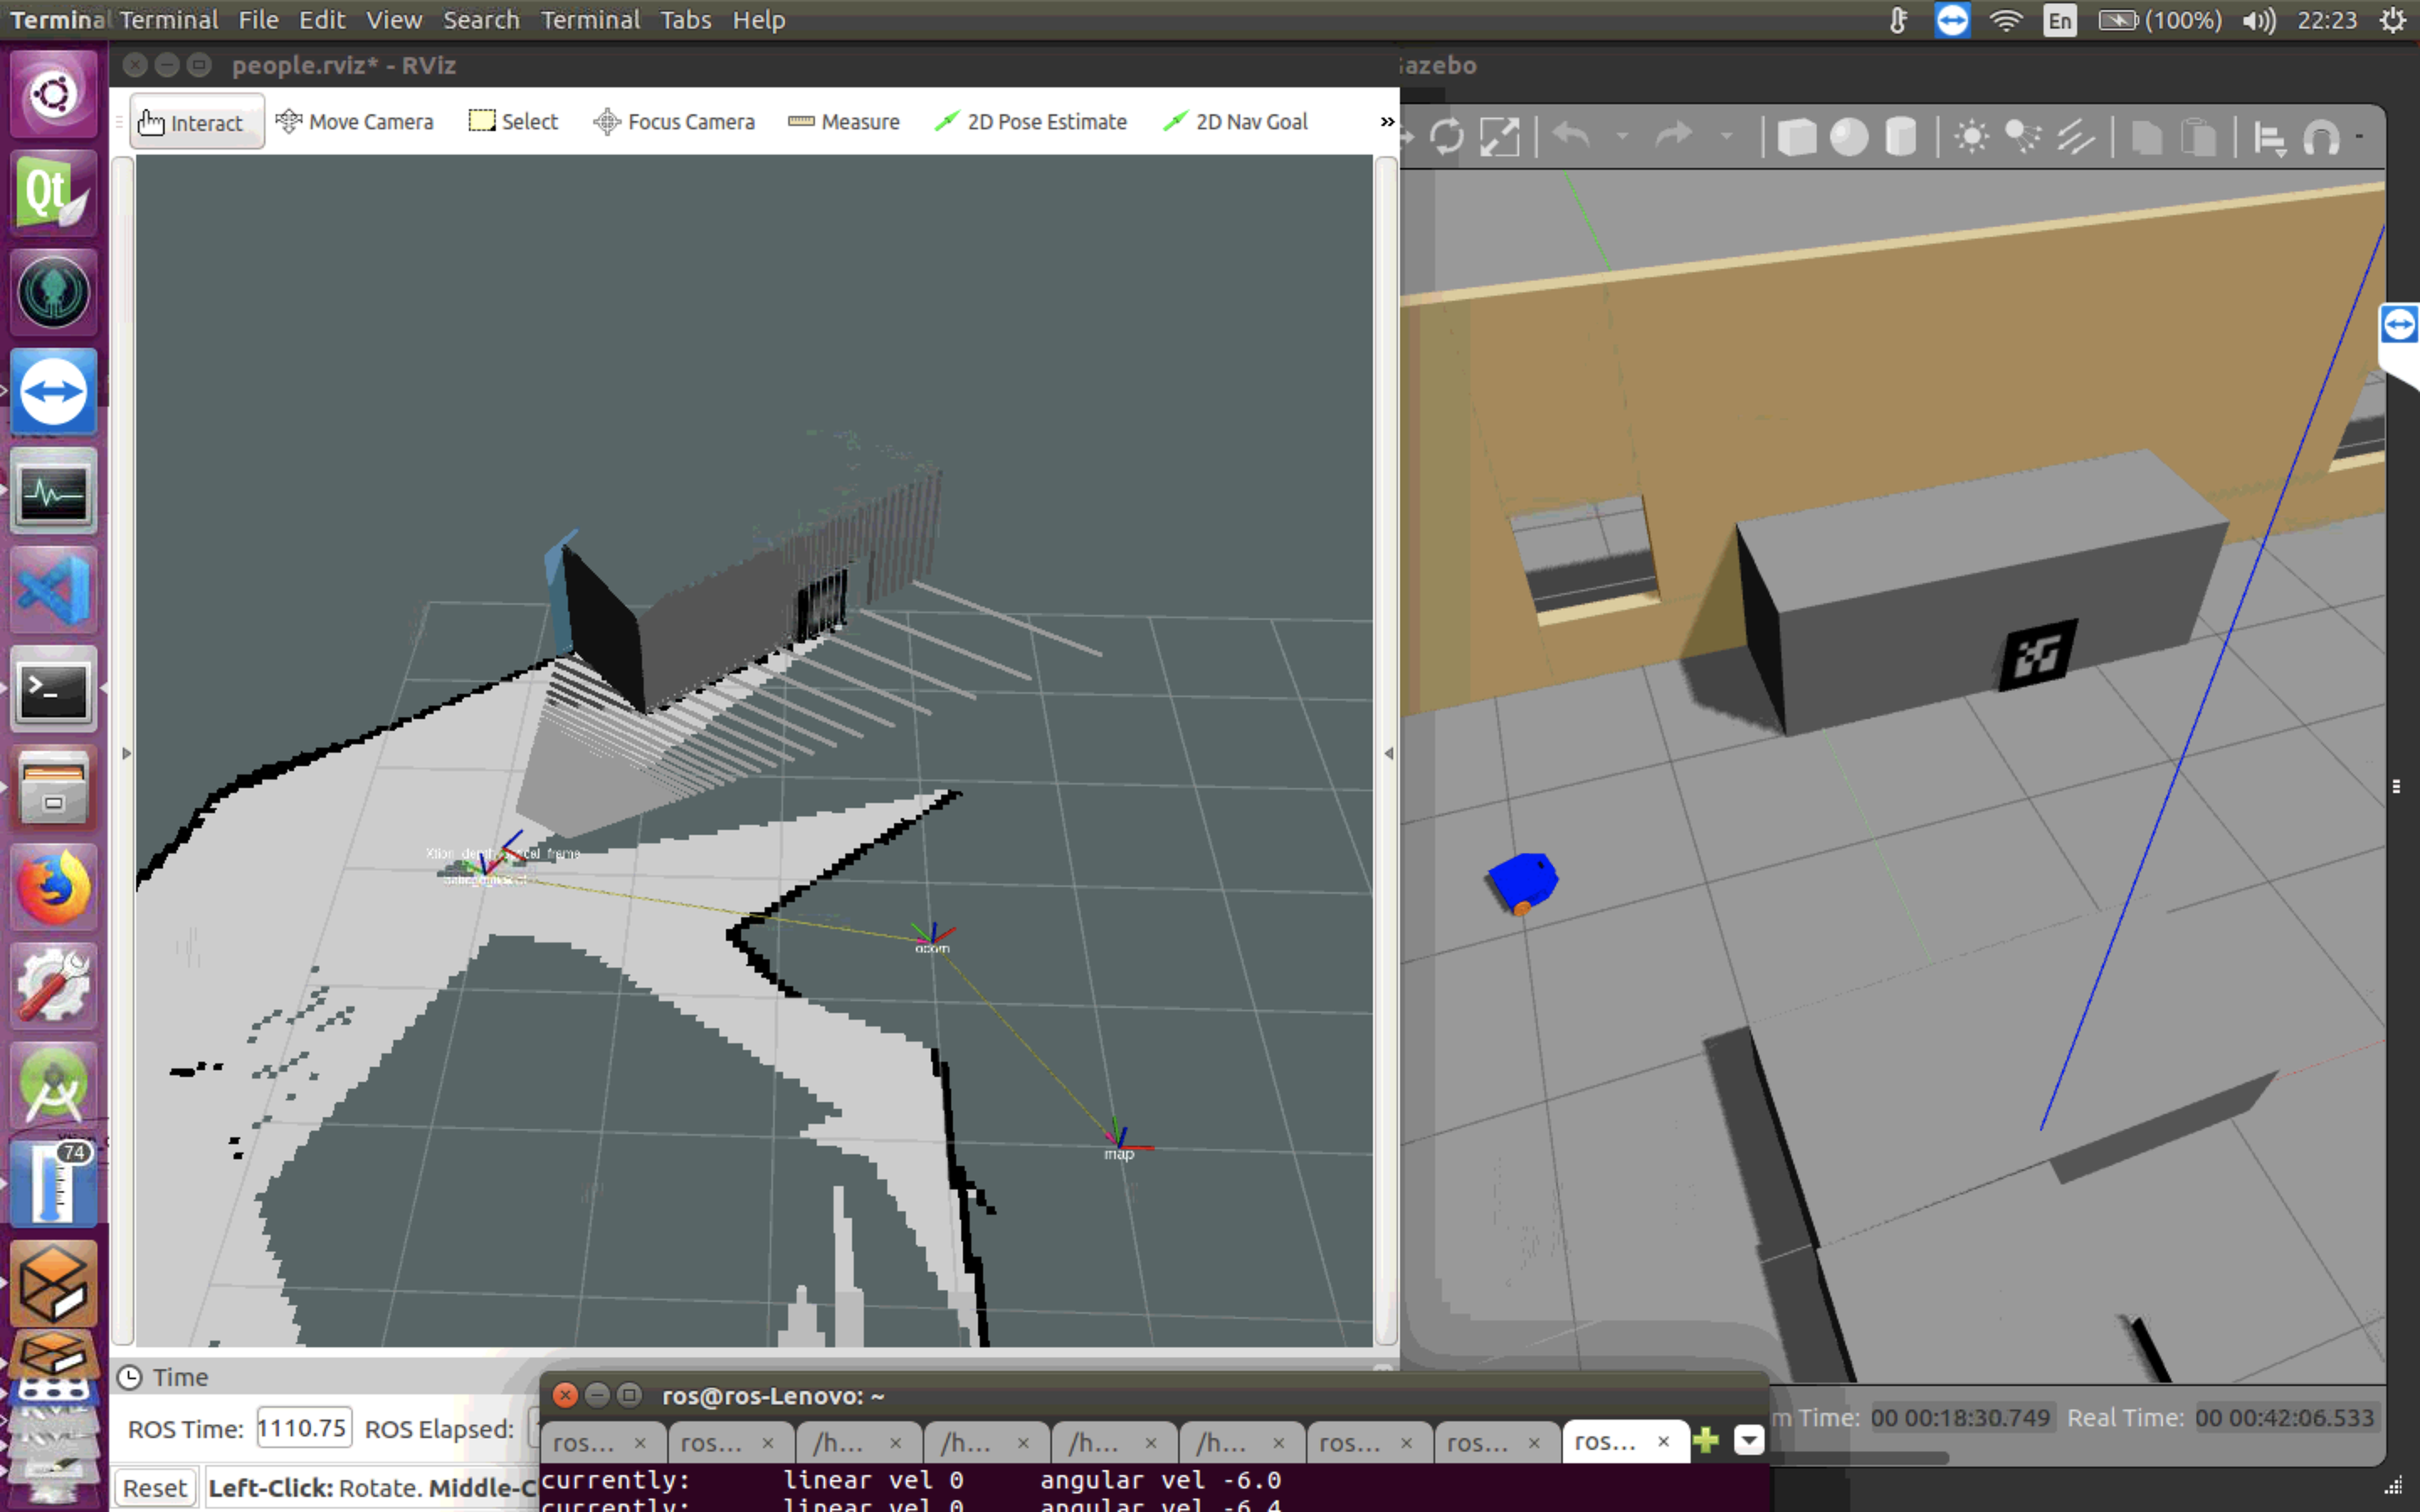 Termina Terminal File Edit View Search Terminal Tabs Help
En (100%) 22:23
people.rviz* - RViz
azebo
Interact Move Camera Select Focus Camera Measure 2D Pose Estimate 2D Nav Goal »
Qt
map
74
Time
ROS Time: 1110.75 ROS Elapsed:
Reset Left-Click: Rotate. Middle-C
ros@ros-Lenovo: ~
ros... ros... /h... /h... /h... /h... ros... ros... ros...
m Time: 00 00:18:30.749 Real Time: 00 00:42:06.533
currently: linear vel 0 angular vel -6.0
currently: linear vel 0 angular vel -6.4